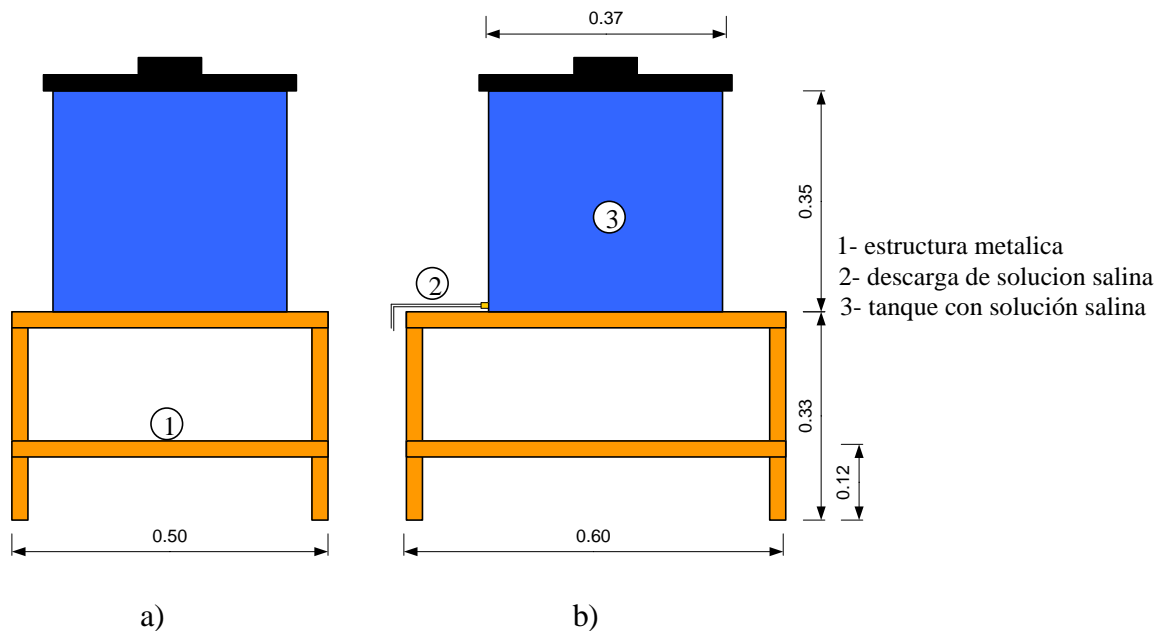 0.37
3
0.35
1- estructura metalica
2- descarga de solucion salina
3- tanque con solución salina
2
1
0.33
0.12
0.50
0.60
a)
b)